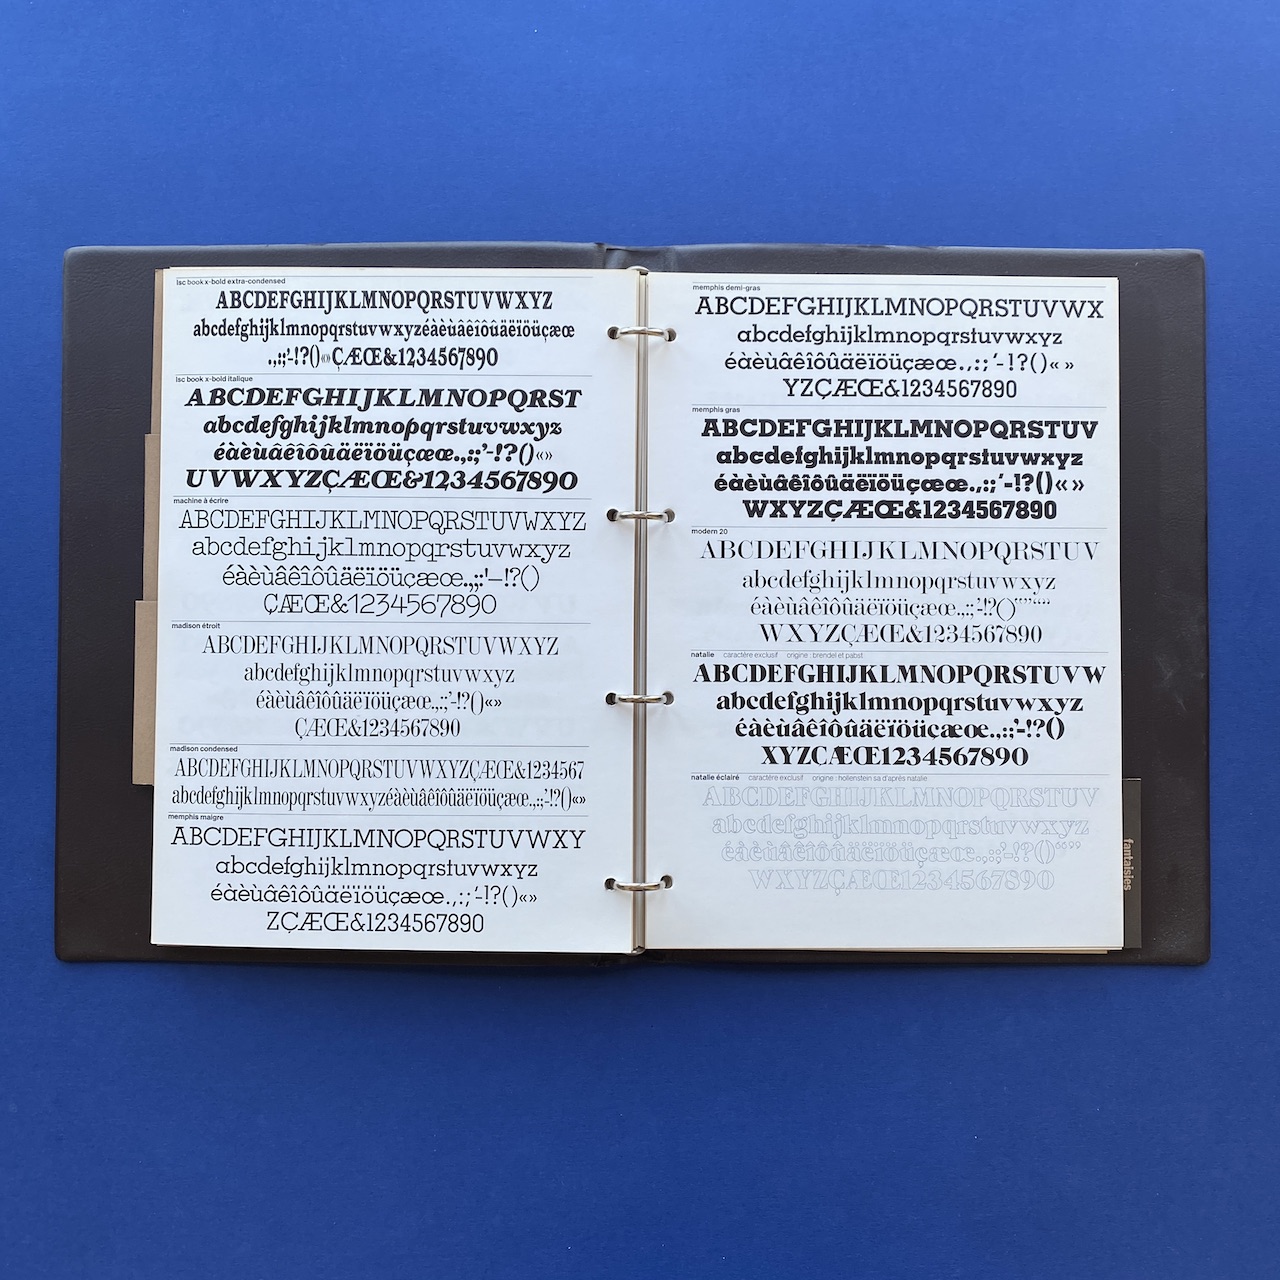 lsc book x-bold extra-condensed
ABCDEFGHIJKLMNOPQRSTUVWXYZ
abcdefghijklmnopqrstuvwxyzéàèùâêîôûäëïöüçæœ
.,:;'-!?()«»ÇÆŒ&1234567890
lsc book x-bold italique
ABCDEFGHIJKLMNOPQRST
abcdefghijklmnopqrstuvwxyz
éàèùâêîôûäëïöüçæœ.,:;'-!?()«»
UVWXYZÇÆŒ&1234567890
machine à écrire
ABCDEFGHIJKLMNOPQRSTUVWXYZ
abcdefghijklmnopqrstuvwxyz
éàèùâêîôûäëïöüçæœ.,:;'–!?()
ÇÆŒ&1234567890
madison étroit
ABCDEFGHIJKLMNOPQRSTUVWXYZ
abcdefghijklmnopqrstuvwxyz
éàèùâêîôûäëïöüçæœ.,:;'-!?()«»
ÇÆŒ&1234567890
madison condensed
ABCDEFGHIJKLMNOPQRSTUVWXYZÇÆŒ&1234567
abcdefghijklmnopqrstuvwxyzéàèùâêîôûäëïöüçæœ.,:;'-!?()«»
memphis maigre
ABCDEFGHIJKLMNOPQRSTUVWXY
abcdefghijklmnopqrstuvwxyz
éàèùâêîôûäëïöüçæœ.,:;'-!?()«»
ZÇÆŒ&1234567890
memphis demi-gras
ABCDEFGHIJKLMNOPQRSTUVWX
abcdefghijklmnopqrstuvwxyz
éàèùâêîôûäëïöüçæœ.,:;'-!?()«»
YZÇÆŒ&1234567890
memphis gras
ABCDEFGHIJKLMNOPQRSTUV
abcdefghijklmnopqrstuvwxyz
éàèùâêîôûäëïöüçæœ.,:;'-!?()«»
WXYZÇÆŒ&1234567890
modern 20
ABCDEFGHIJKLMNOPQRSTUV
abcdefghijklmnopqrstuvwxyz
éàèùâêîôûäëïöüçæœ.,:;'-!?()""““
WXYZÇÆŒ&1234567890
natalie caractère exclusif origine : brendel et pabst
ABCDEFGHIJKLMNOPQRSTUVW
abcdefghijklmnopqrstuvwxyz
éàèùâêîôûäëïöüçæœ.,:;'-!?()
XYZÇÆŒ1234567890
natalie éclairé caractère exclusif origine : hollenstein sa d'après natalie
ABCDEFGHIJKLMNOPQRSTUV
abcdefghijklmnopqrstuvwxyz
éàèùâêîôûäëïöüçæœ.,:;'-!?()“”
WXYZÇÆŒ&1234567890
fantaisies